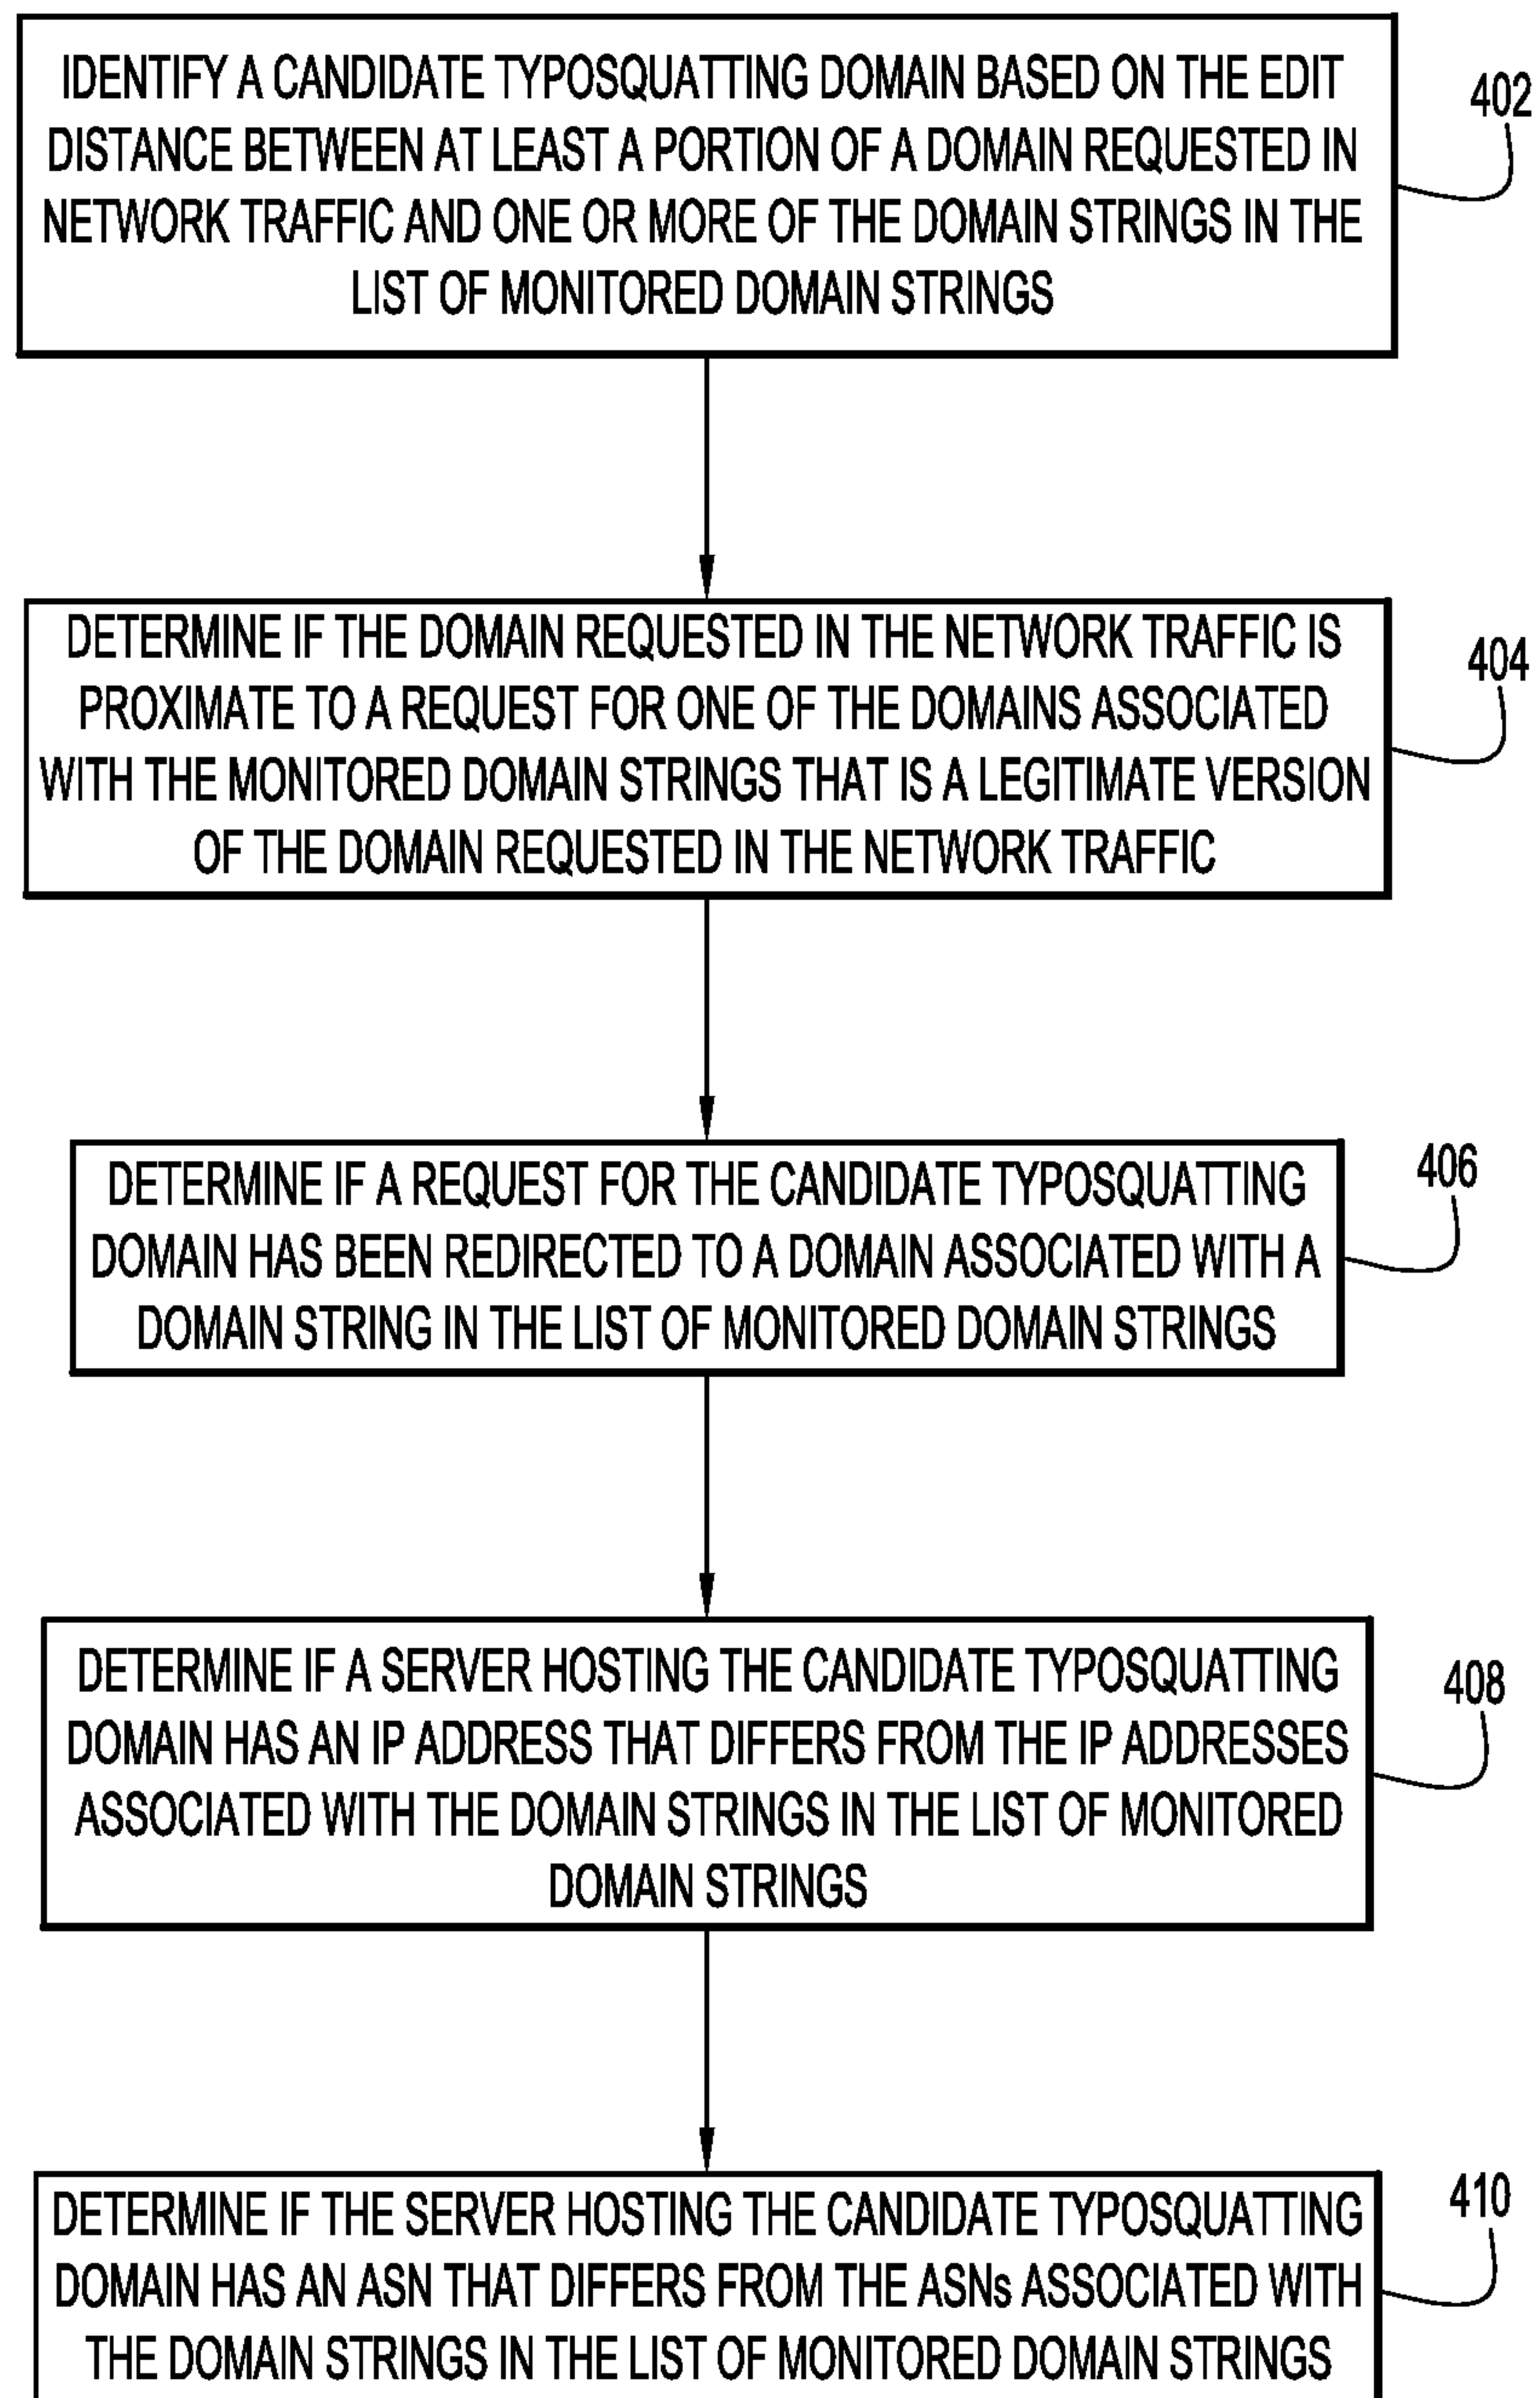 IDENTIFY A CANDIDATE TYPOSQUATTING DOMAIN BASED ON THE EDIT
DISTANCE BETWEEN AT LEAST A PORTION OF A DOMAIN REQUESTED IN
NETWORK TRAFFIC AND ONE OR MORE OF THE DOMAIN STRINGS IN THE
LIST OF MONITORED DOMAIN STRINGS
402
DETERMINE IF THE DOMAIN REQUESTED IN THE NETWORK TRAFFIC IS
PROXIMATE TO A REQUEST FOR ONE OF THE DOMAINS ASSOCIATED
WITH THE MONITORED DOMAIN STRINGS THAT IS A LEGITIMATE VERSION
OF THE DOMAIN REQUESTED IN THE NETWORK TRAFFIC
404
DETERMINE IF A REQUEST FOR THE CANDIDATE TYPOSQUATTING
DOMAIN HAS BEEN REDIRECTED TO A DOMAIN ASSOCIATED WITH A
DOMAIN STRING IN THE LIST OF MONITORED DOMAIN STRINGS
406
DETERMINE IF A SERVER HOSTING THE CANDIDATE TYPOSQUATTING
DOMAIN HAS AN IP ADDRESS THAT DIFFERS FROM THE IP ADDRESSES
ASSOCIATED WITH THE DOMAIN STRINGS IN THE LIST OF MONITORED
DOMAIN STRINGS
408
DETERMINE IF THE SERVER HOSTING THE CANDIDATE TYPOSQUATTING
DOMAIN HAS AN ASN THAT DIFFERS FROM THE ASNs ASSOCIATED WITH
THE DOMAIN STRINGS IN THE LIST OF MONITORED DOMAIN STRINGS
410